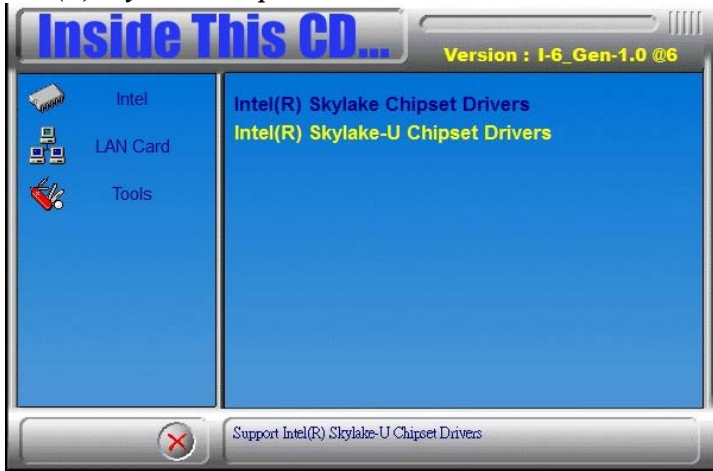 Inside This CD...
Version : I-6_Gen-1.0 @6
Intel
LAN Card
Tools
Intel(R) Skylake Chipset Drivers
Intel(R) Skylake-U Chipset Drivers
Support Intel(R) Skylake-U Chipset Drivers